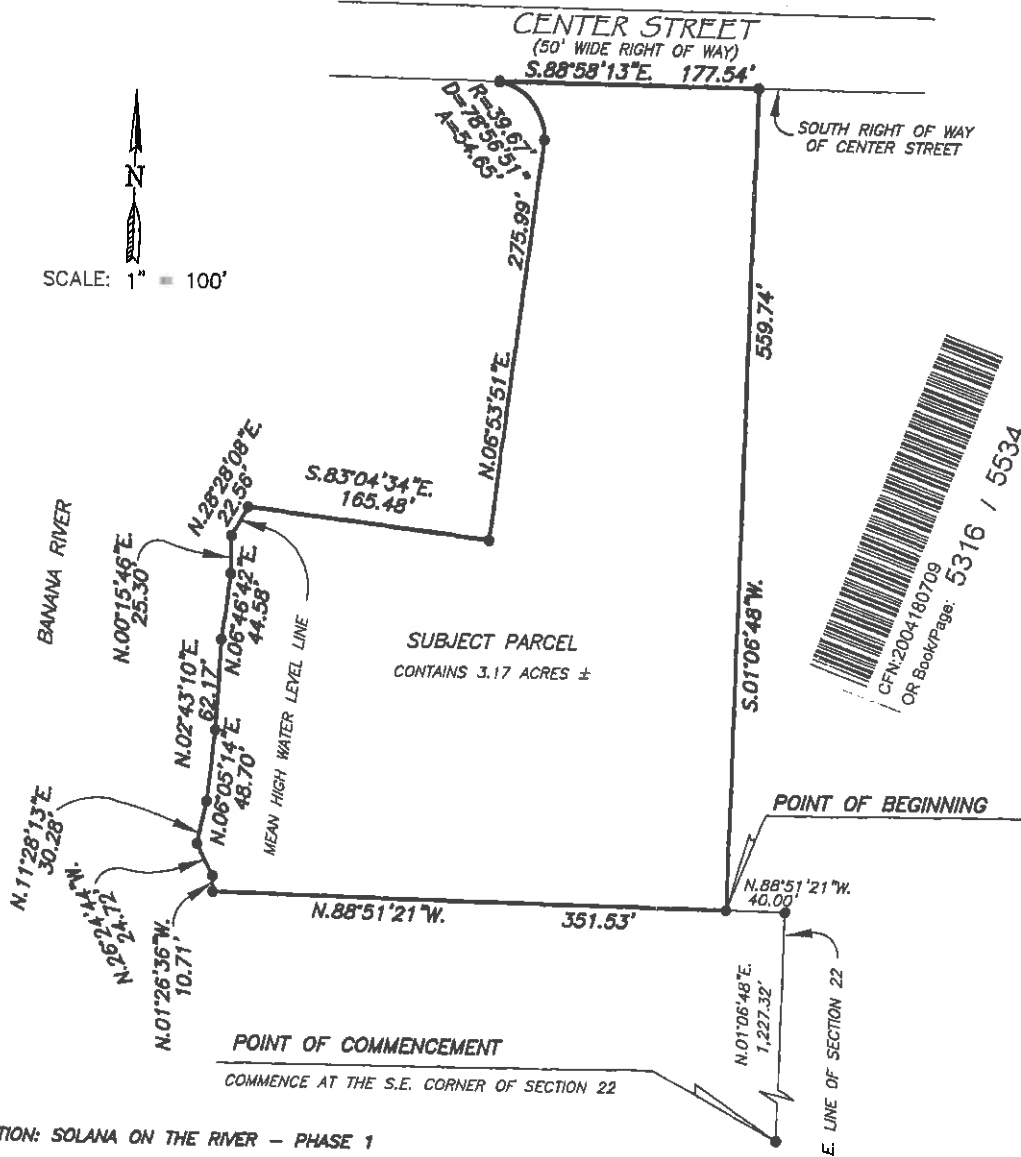 CENTER STREET
(50' WIDE RIGHT OF WAY)
S.88°58'13"E. 177.54'
R=39.67'
D=78°56'51"
A=54.65'
SOUTH RIGHT OF WAY
OF CENTER STREET
N
SCALE: 1" = 100'
275.99'
N.06°53'51"E.
559.74'
S.01°06'48"W.
CFN:2004180709
OR Book/Page: 5316 / 5534
BANANA RIVER
N.28°28'08"E.
22.56'
S.83°04'34"E.
165.48'
N.00°15'46"E.
25.30'
N.06°46'42"E.
44.58'
MEAN HIGH WATER LEVEL LINE
SUBJECT PARCEL
CONTAINS 3.17 ACRES ±
N.02°43'10"E.
62.17'
N.06°05'14"E.
48.70'
N.11°28'13"E.
30.28'
N.26°24'44"W.
24.72'
N.01°26'36"W.
10.71'
N.88°51'21"W. 351.53'
POINT OF BEGINNING
N.88°51'21"W.
40.00'
N.01°06'48"E.
1,227.32'
E. LINE OF SECTION 22
POINT OF COMMENCEMENT
COMMENCE AT THE S.E. CORNER OF SECTION 22
TION: SOLANA ON THE RIVER – PHASE 1